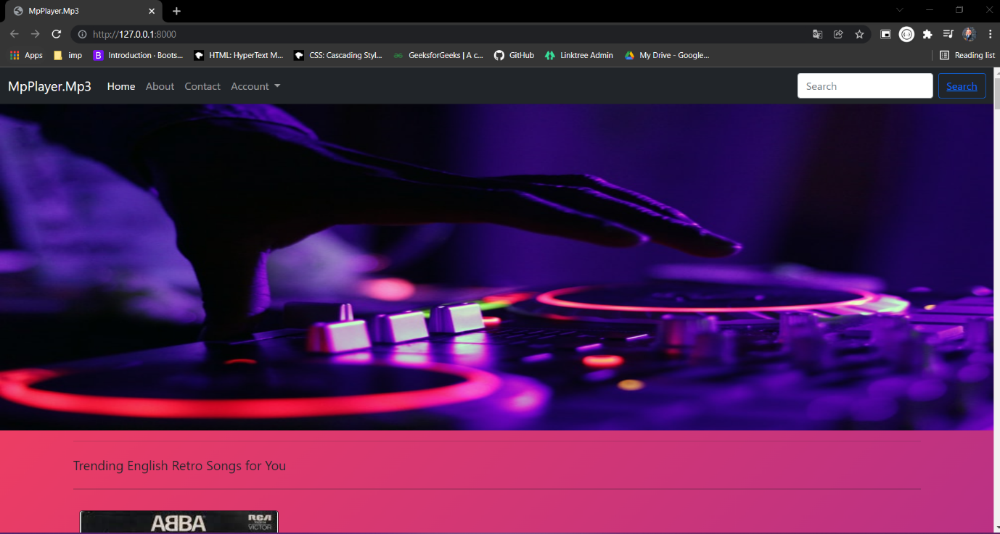 MpPlayer.Mp3
http://127.0.0.1:8000
Apps imp B Introduction · Boots... HTML: HyperText M... CSS: Cascading Styl... GeeksforGeeks | A c... GitHub Linktree Admin My Drive - Google... Reading list
MpPlayer.Mp3 Home About Contact Account Search Search
Trending English Retro Songs for You
ABBA RCA
VICTOR